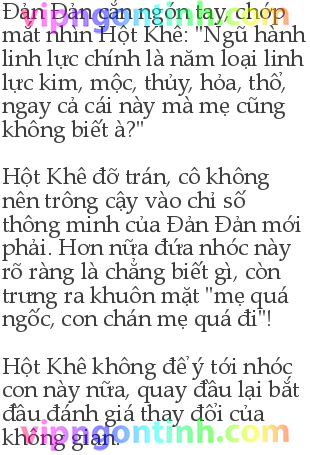 Đản Đản cắn ngón tay, chớp
mắt nhìn Hột Khê: "Ngũ hành
linh lực chính là năm loại linh
lực kim, mộc, thủy, hỏa, thổ,
ngay cả cái này mà mẹ cũng
không biết à?"
Hột Khê đỡ trán, cô không
nên trông cậy vào chỉ số
thông minh của Đản Đản mới
phải. Hơn nữa đứa nhóc này
rõ ràng là chẳng biết gì, còn
trưng ra khuôn mặt "mẹ quá
ngốc, con chán mẹ quá đi"!
Hột Khê không để ý tới nhóc
con này nữa, quay đầu lại bắt
đầu đánh giá thay đổi của
không gian.
vipngontinh.com
vipngontinh.com